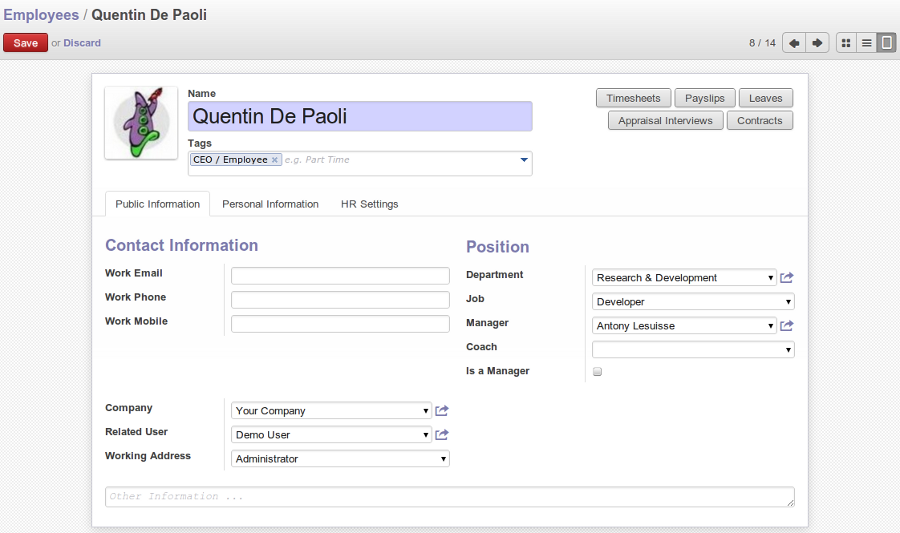 Employees / Quentin De Paoli
Save or Discard
8 / 14
Name
Quentin De Paoli
Timesheets Payslips Leaves
Appraisal Interviews Contracts
Tags
CEO / Employee × e.g. Part Time
Public Information Personal Information HR Settings
Contact Information
Work Email
Work Phone
Work Mobile
Position
Department Research & Development
Job Developer
Manager Antony Lesuisse
Coach
Is a Manager
Company Your Company
Related User Demo User
Working Address Administrator
Other Information ...